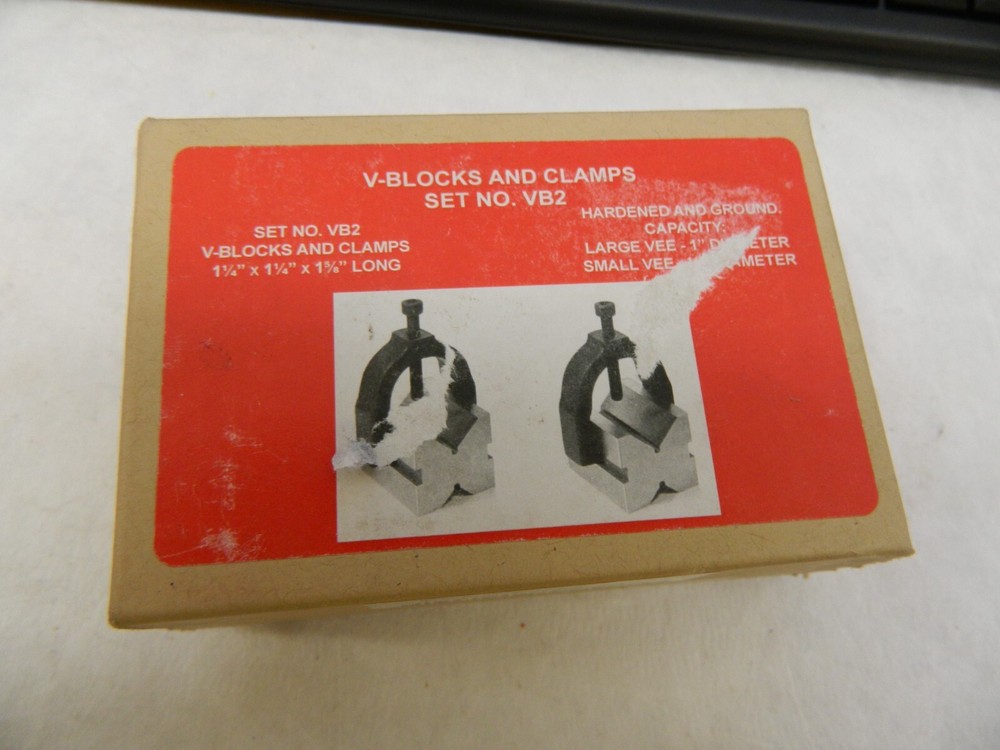 V-BLOCKS AND CLAMPS
SET NO. VB2
SET NO. VB2
V-BLOCKS AND CLAMPS
1¼" x 1¼" x 1⅝" LONG
HARDENED AND GROUND.
CAPACITY:
LARGE VEE - 1" DIAMETER
SMALL VEE